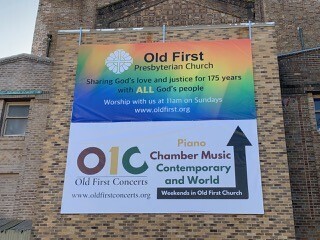 Old First
Presbyterian Church
Sharing God's love and justice for 175 years
with ALL God's people
Worship with us at 11am on Sundays
www.oldfirst.org
O1C
Old First Concerts
www.oldfirstconcerts.org
Piano
Chamber Music
Contemporary
and World
Weekends in Old First Church